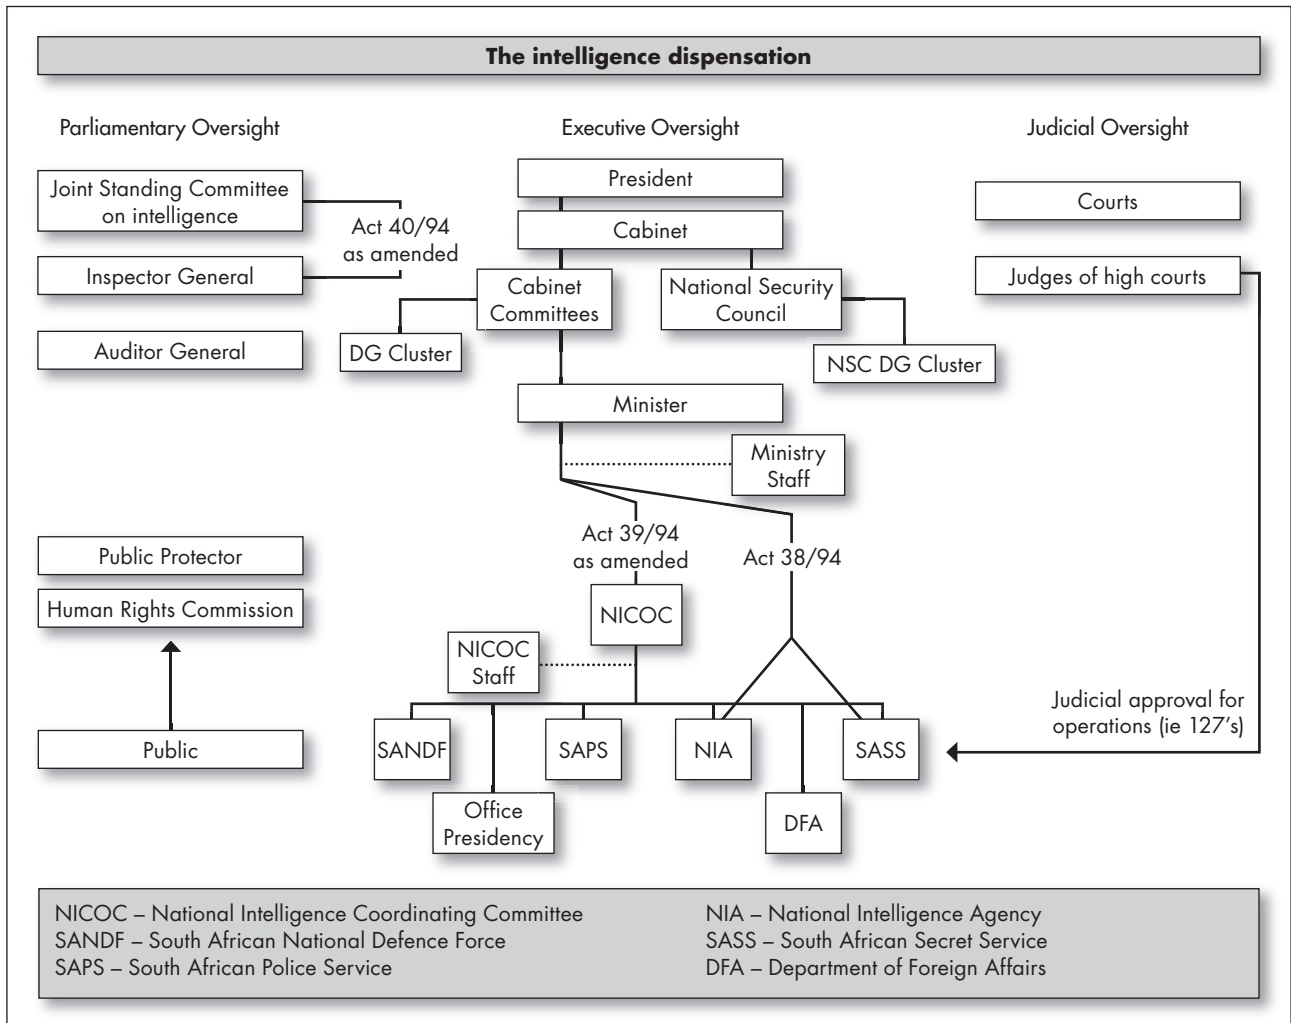 The intelligence dispensation
Parliamentary Oversight
Executive Oversight
Judicial Oversight
Joint Standing Committee
on intelligence
Act 40/94
as amended
Inspector General
Auditor General
President
Cabinet
Cabinet
Committees
National Security
Council
DG Cluster
NSC DG Cluster
Courts
Judges of high courts
Minister
Ministry
Staff
Act 39/94
as amended
Act 38/94
Public Protector
Human Rights Commission
Public
NICOC
NICOC
Staff
SANDF
SAPS
NIA
SASS
Office
Presidency
DFA
Judicial approval for
operations (ie 127's)
NICOC – National Intelligence Coordinating Committee
SANDF – South African National Defence Force
SAPS – South African Police Service
NIA – National Intelligence Agency
SASS – South African Secret Service
DFA – Department of Foreign Affairs